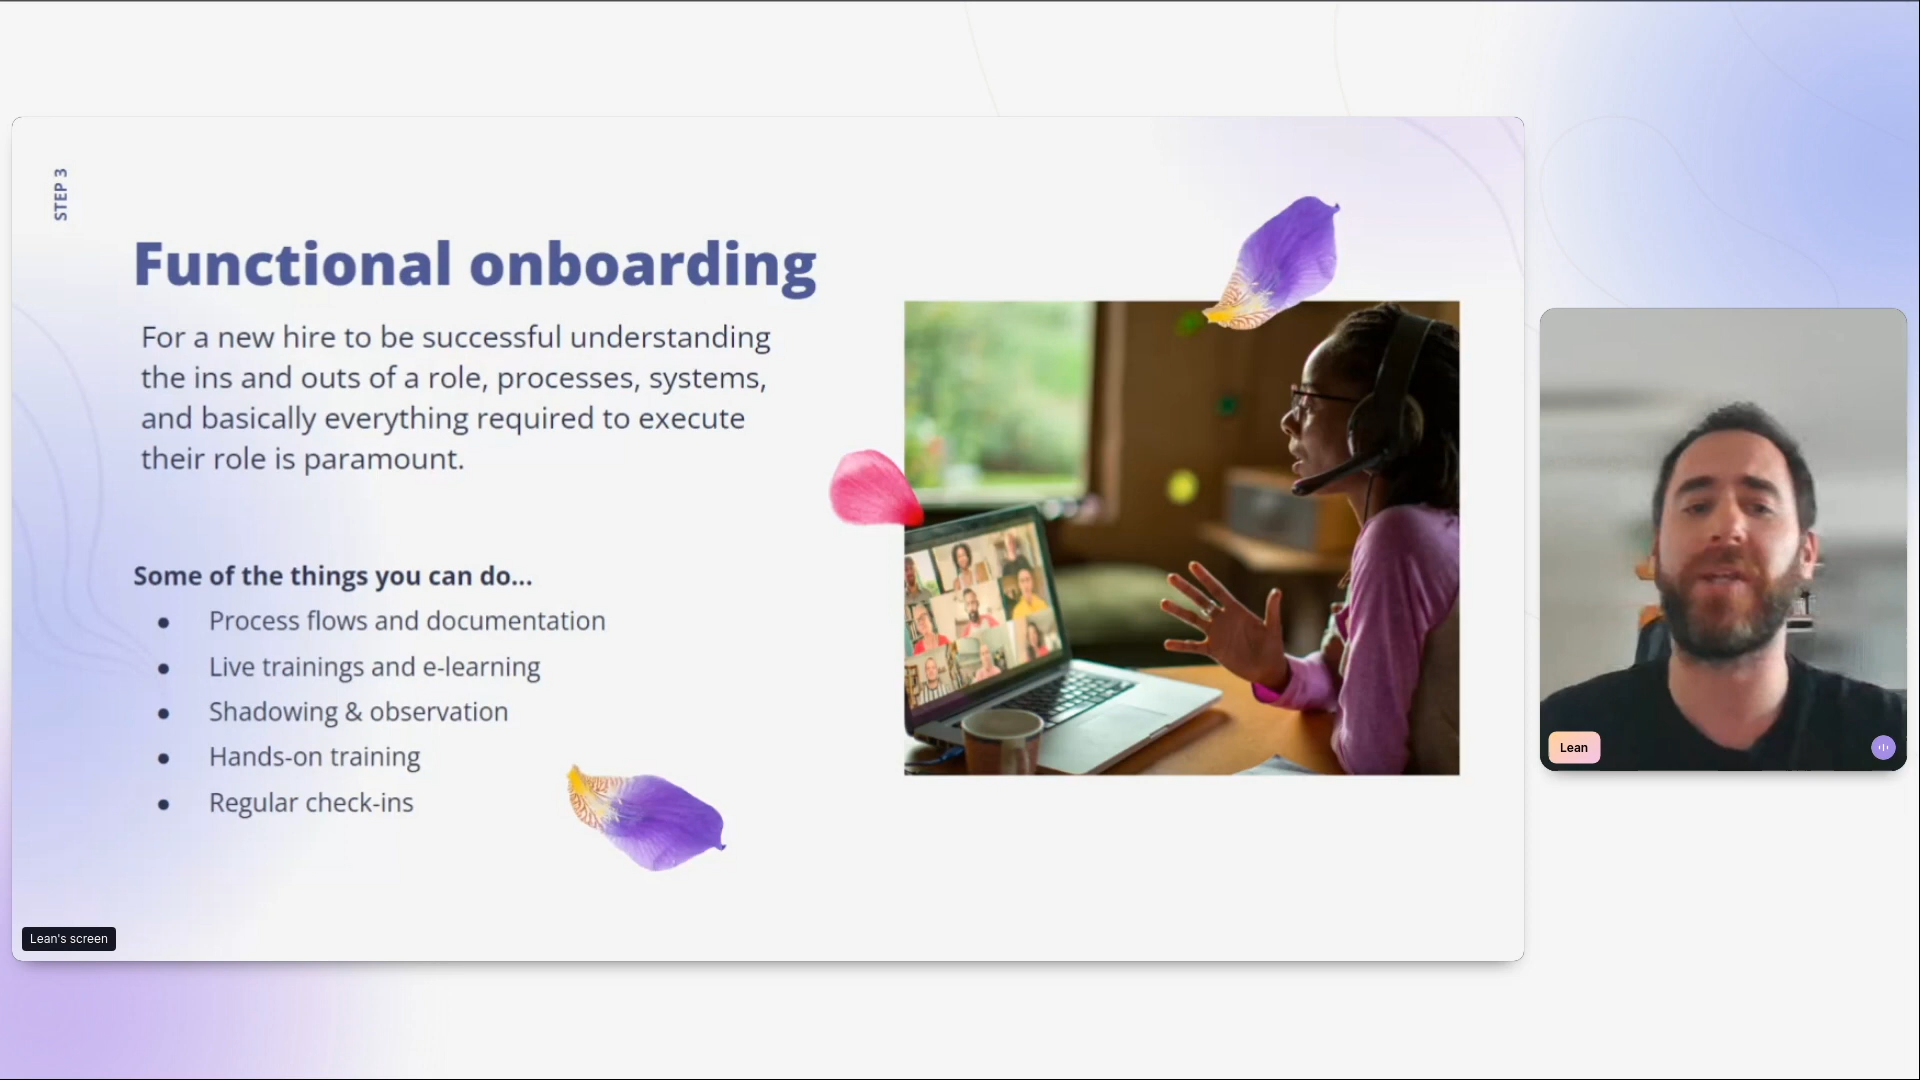 STEP 3
Functional onboarding
For a new hire to be successful understanding
the ins and outs of a role, processes, systems,
and basically everything required to execute
their role is paramount.
Some of the things you can do...
● Process flows and documentation
● Live trainings and e-learning
● Shadowing & observation
● Hands-on training
● Regular check-ins
Lean's screen
Lean